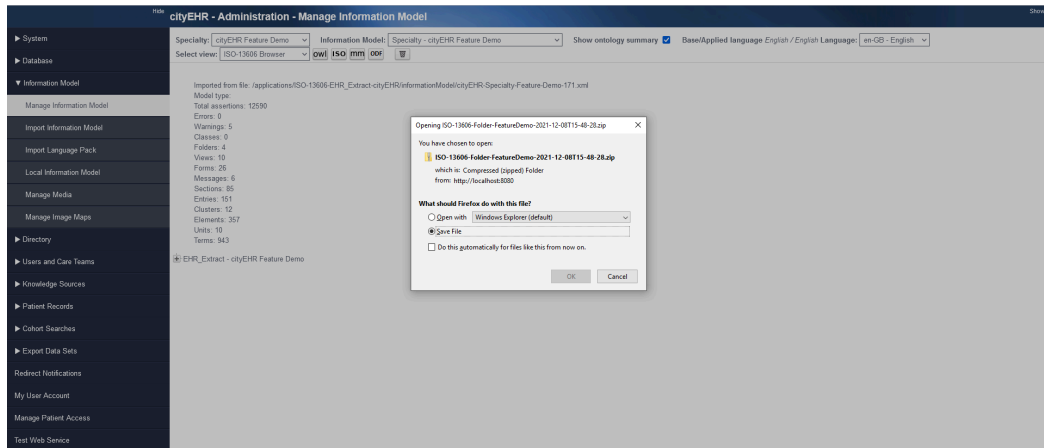 Hide
cityEHR - Administration - Manage Information Model
Show
▶ System
▶ Database
▼ Information Model
Manage Information Model
Import Information Model
Import Language Pack
Local Information Model
Manage Media
Manage Image Maps
▶ Directory
▶ Users and Care Teams
▶ Knowledge Sources
▶ Patient Records
▶ Cohort Searches
▶ Export Data Sets
Redirect Notifications
My User Account
Manage Patient Access
Test Web Service
Specialty: cityEHR Feature Demo Information Model: Specialty - cityEHR Feature Demo Show ontology summary Base/Applied language English / English Language: en-GB - English
Select view: ISO-13606 Browser owl ISO mm ODF
Imported from file: /applications/ISO-13606-EHR_Extract-cityEHR/informationModel/cityEHR-Specialty-Feature-Demo-171.xml
Model type:
Total assertions: 12590
Errors: 0
Warnings: 5
Classes: 0
Folders: 4
Views: 10
Forms: 26
Messages: 6
Sections: 85
Entries: 151
Clusters: 12
Elements: 357
Units: 10
Terms: 943
EHR_Extract - cityEHR Feature Demo
Opening ISO-13606-Folder-FeatureDemo-2021-12-08T15-48-28.zip
You have chosen to open:
ISO-13606-Folder-FeatureDemo-2021-12-08T15-48-28.zip
which is: Compressed (zipped) Folder
from: http://localhost:8080
What should Firefox do with this file?
Open with Windows Explorer (default)
Save File
Do this automatically for files like this from now on.
OK Cancel